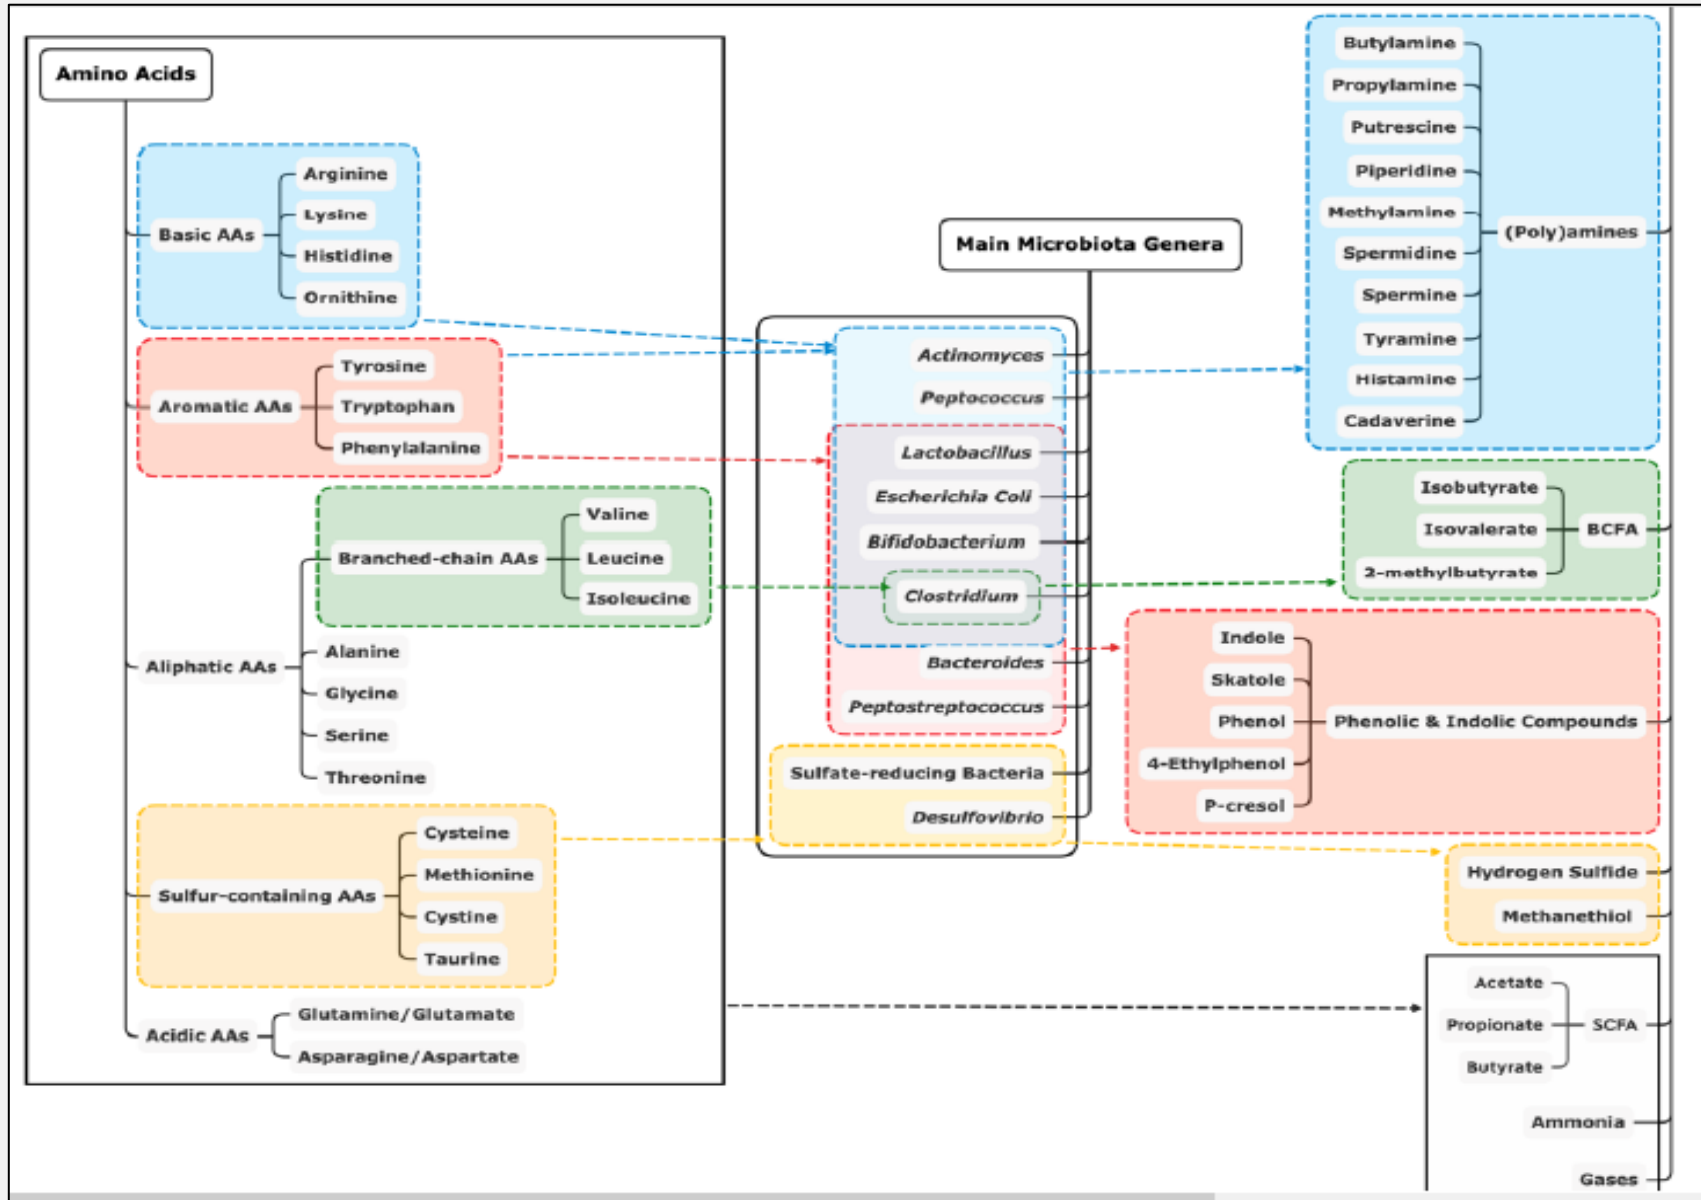 Amino Acids
Basic AAs
Arginine
Lysine
Histidine
Ornithine
Aromatic AAs
Tyrosine
Tryptophan
Phenylalanine
Aliphatic AAs
Branched-chain AAs
Valine
Leucine
Isoleucine
Alanine
Glycine
Serine
Threonine
Sulfur-containing AAs
Cysteine
Methionine
Cystine
Taurine
Acidic AAs
Glutamine/Glutamate
Asparagine/Aspartate
Main Microbiota Genera
Actinomyces
Peptococcus
Lactobacillus
Escherichia Coli
Bifidobacterium
Clostridium
Bacteroides
Peptostreptococcus
Sulfate-reducing Bacteria
Desulfovibrio
Butylamine
Propylamine
Putrescine
Piperidine
Methylamine
Spermidine
Spermine
Tyramine
Histamine
Cadaverine
(Poly)amines
Isobutyrate
Isovalerate
2-methylbutyrate
BCFA
Indole
Skatole
Phenol
4-Ethylphenol
P-cresol
Phenolic & Indolic Compounds
Hydrogen Sulfide
Methanethiol
Acetate
Propionate
Butyrate
SCFA
Ammonia
Gases